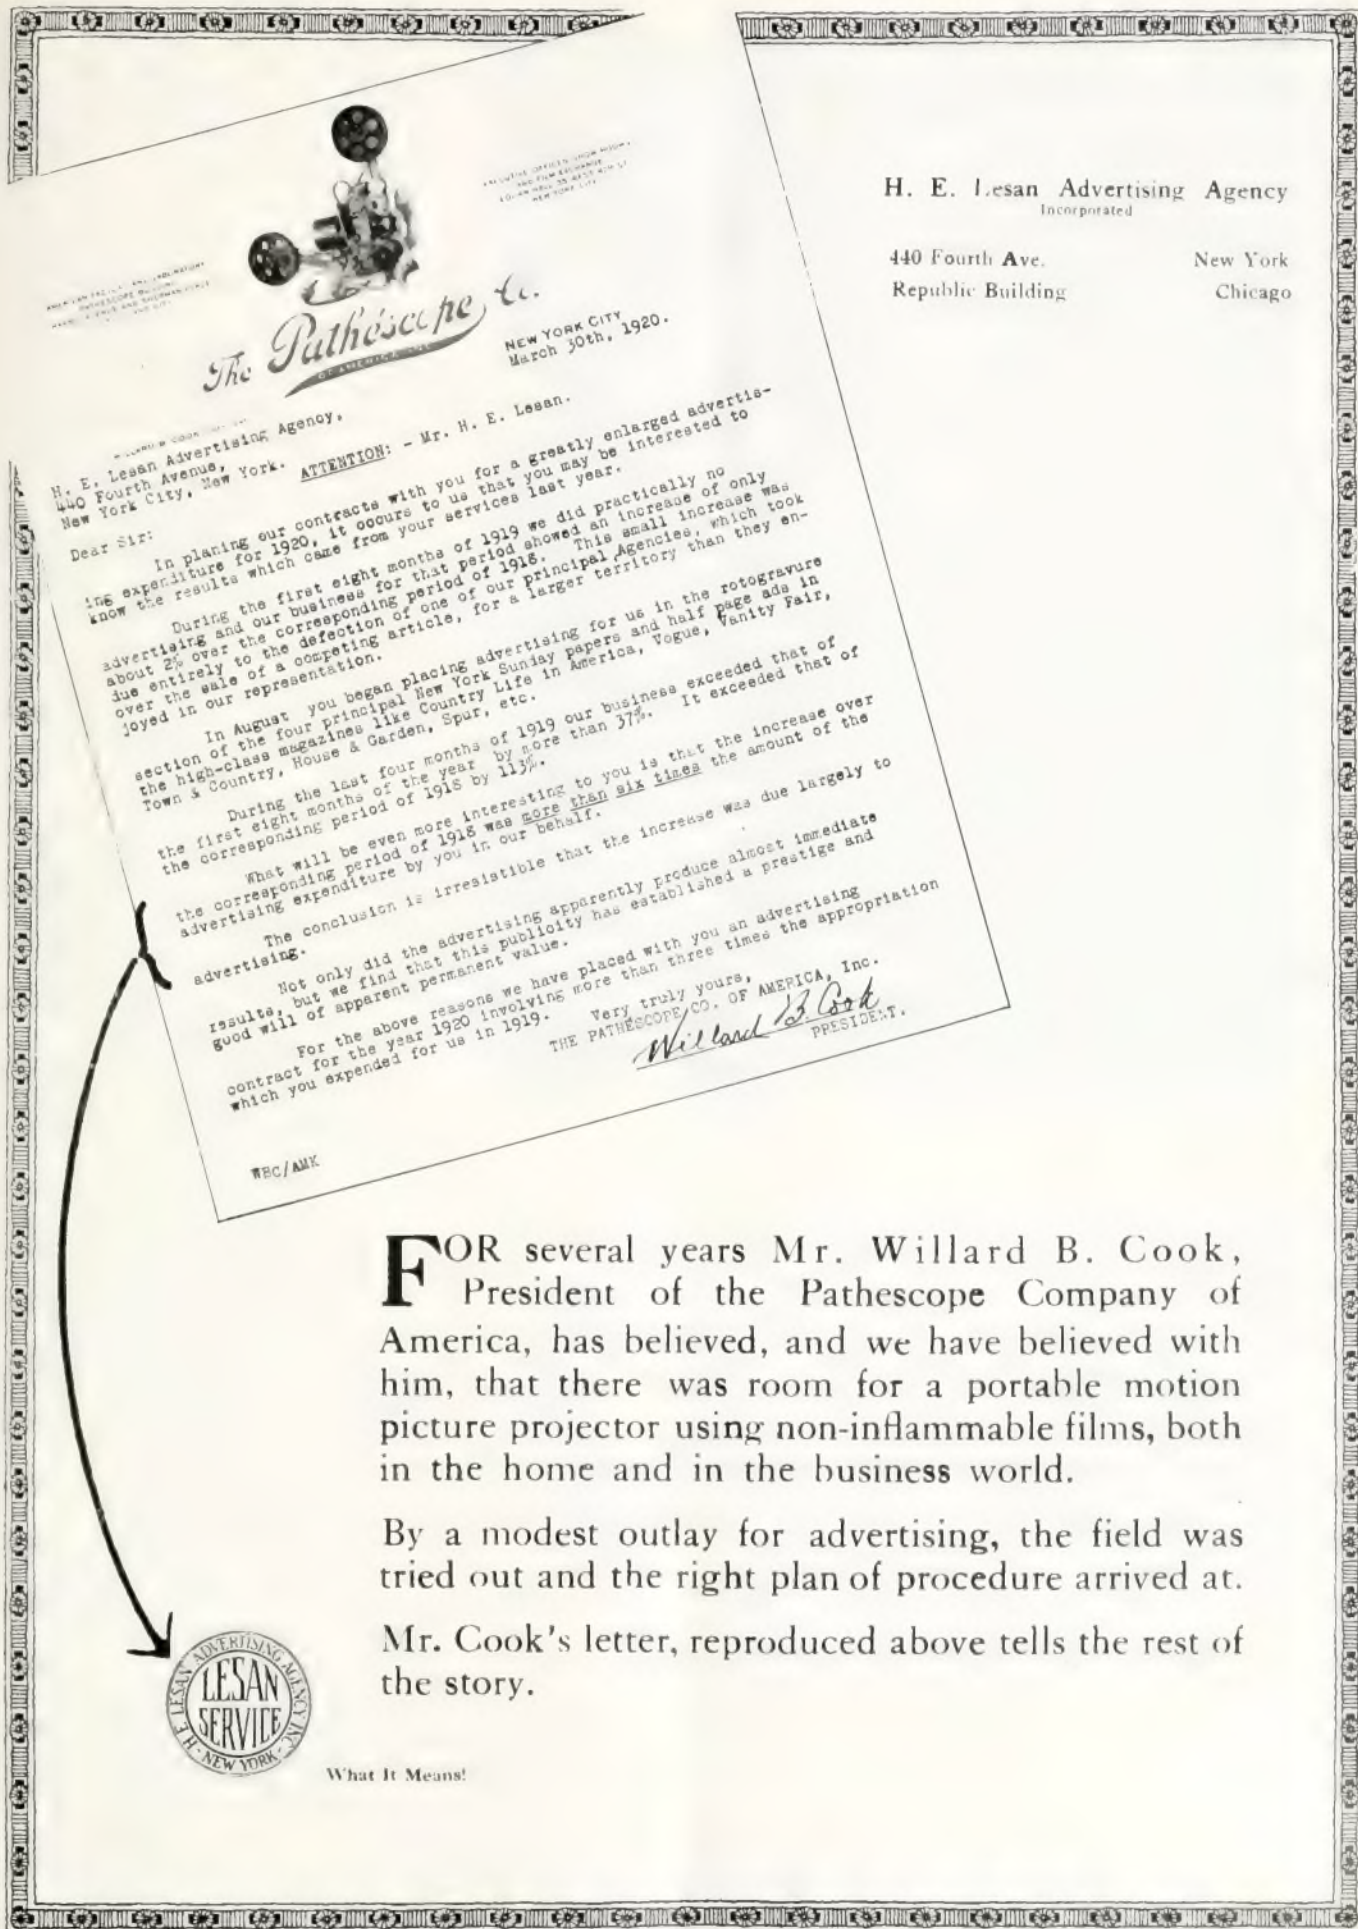 EXECUTIVE OFFICES SHOW ROOMS
AND FILM EXCHANGE
NEW YORK CITY
PATHESCOPE BUILDING
The Pathéscope Co.
OF AMERICA INC
NEW YORK CITY
March 30th, 1920.
H. E. Lesan Advertising Agency,
440 Fourth Avenue,
New York City, New York.
ATTENTION: - Mr. H. E. Lesan.
Dear Sir:
In planing our contracts with you for a greatly enlarged advertis-
ing expenditure for 1920, it occurs to us that you may be interested to
know the results which came from your services last year.
During the first eight months of 1919 we did practically no
advertising and our business for that period showed an increase of only
about 2% over the corresponding period of 1918. This small increase was
due entirely to the defection of one of our principal Agencies, which took
over the sale of a competing article, for a larger territory than they en-
joyed in our representation.
In August you began placing advertising for us in the rotogravure
section of the four principal New York Sunday papers and half page ads in
the high-class magazines like Country Life in America, Vogue, Vanity Fair,
Town & Country, House & Garden, Spur, etc.
During the last four months of 1919 our business exceeded that of
the first eight months of the year by more than 37%. It exceeded that of
the corresponding period of 1918 by 113%.
What will be even more interesting to you is that the increase over
the corresponding period of 1918 was more than six times the amount of the
advertising expenditure by you in our behalf.
The conclusion is irresistible that the increase was due largely to
advertising.
Not only did the advertising apparently produce almost immediate
results, but we find that this publicity has established a prestige and
good will of apparent permanent value.
For the above reasons we have placed with you an advertising
contract for the year 1920 involving more than three times the appropriation
which you expended for us in 1919.
Very truly yours,
THE PATHESCOPE CO. OF AMERICA, Inc.
Willard B. Cook
PRESIDENT.
WBC/AMK
H. E. Lesan Advertising Agency
Incorporated
440 Fourth Ave. New York
Republic Building Chicago
FOR several years Mr. Willard B. Cook,
President of the Pathescope Company of
America, has believed, and we have believed with
him, that there was room for a portable motion
picture projector using non-inflammable films, both
in the home and in the business world.
By a modest outlay for advertising, the field was
tried out and the right plan of procedure arrived at.
Mr. Cook's letter, reproduced above tells the rest of
the story.
H. E. LESAN ADVERTISING AGENCY INC.
LESAN
SERVICE
NEW YORK
What It Means!